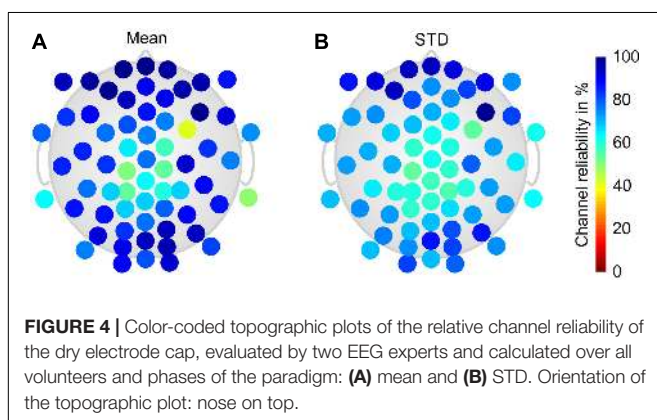 A Mean
B STD
100
80
60
40
20
0
Channel reliability in %
FIGURE 4 | Color-coded topographic plots of the relative channel reliability of
the dry electrode cap, evaluated by two EEG experts and calculated over all
volunteers and phases of the paradigm: (A) mean and (B) STD. Orientation of
the topographic plot: nose on top.